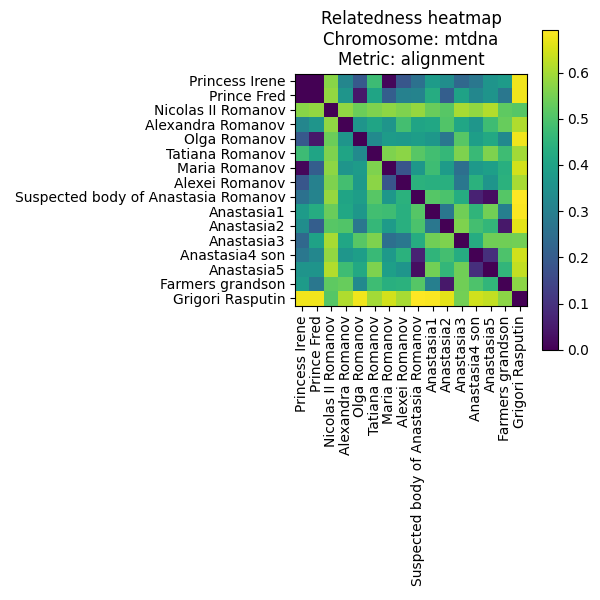 Relatedness heatmap
Chromosome: mtdna
Metric: alignment
Princess Irene
Prince Fred
Nicolas II Romanov
Alexandra Romanov
Olga Romanov
Tatiana Romanov
Maria Romanov
Alexei Romanov
Suspected body of Anastasia Romanov
Anastasia1
Anastasia2
Anastasia3
Anastasia4 son
Anastasia5
Farmers grandson
Grigori Rasputin
Princess Irene
Prince Fred
Nicolas II Romanov
Alexandra Romanov
Olga Romanov
Tatiana Romanov
Maria Romanov
Alexei Romanov
Suspected body of Anastasia Romanov
Anastasia1
Anastasia2
Anastasia3
Anastasia4 son
Anastasia5
Farmers grandson
Grigori Rasputin
0.6
0.5
0.4
0.3
0.2
0.1
0.0